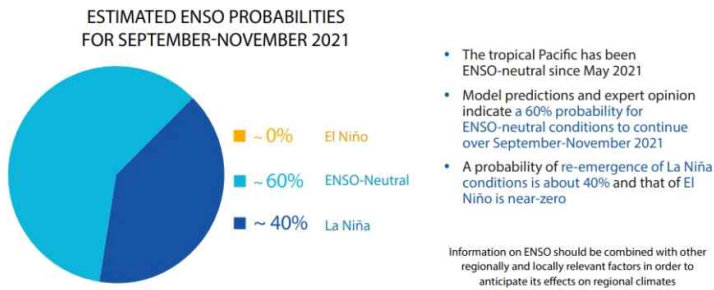 ESTIMATED ENSO PROBABILITIES
FOR SEPTEMBER-NOVEMBER 2021
~ 0% El Niño
~ 60% ENSO-Neutral
~ 40% La Niña
• The tropical Pacific has been
ENSO-neutral since May 2021
• Model predictions and expert opinion
indicate a 60% probability for
ENSO-neutral conditions to continue
over September-November 2021
• A probability of re-emergence of La Niña
conditions is about 40% and that of El
Niño is near-zero
Information on ENSO should be combined with other
regionally and locally relevant factors in order to
anticipate its effects on regional climates